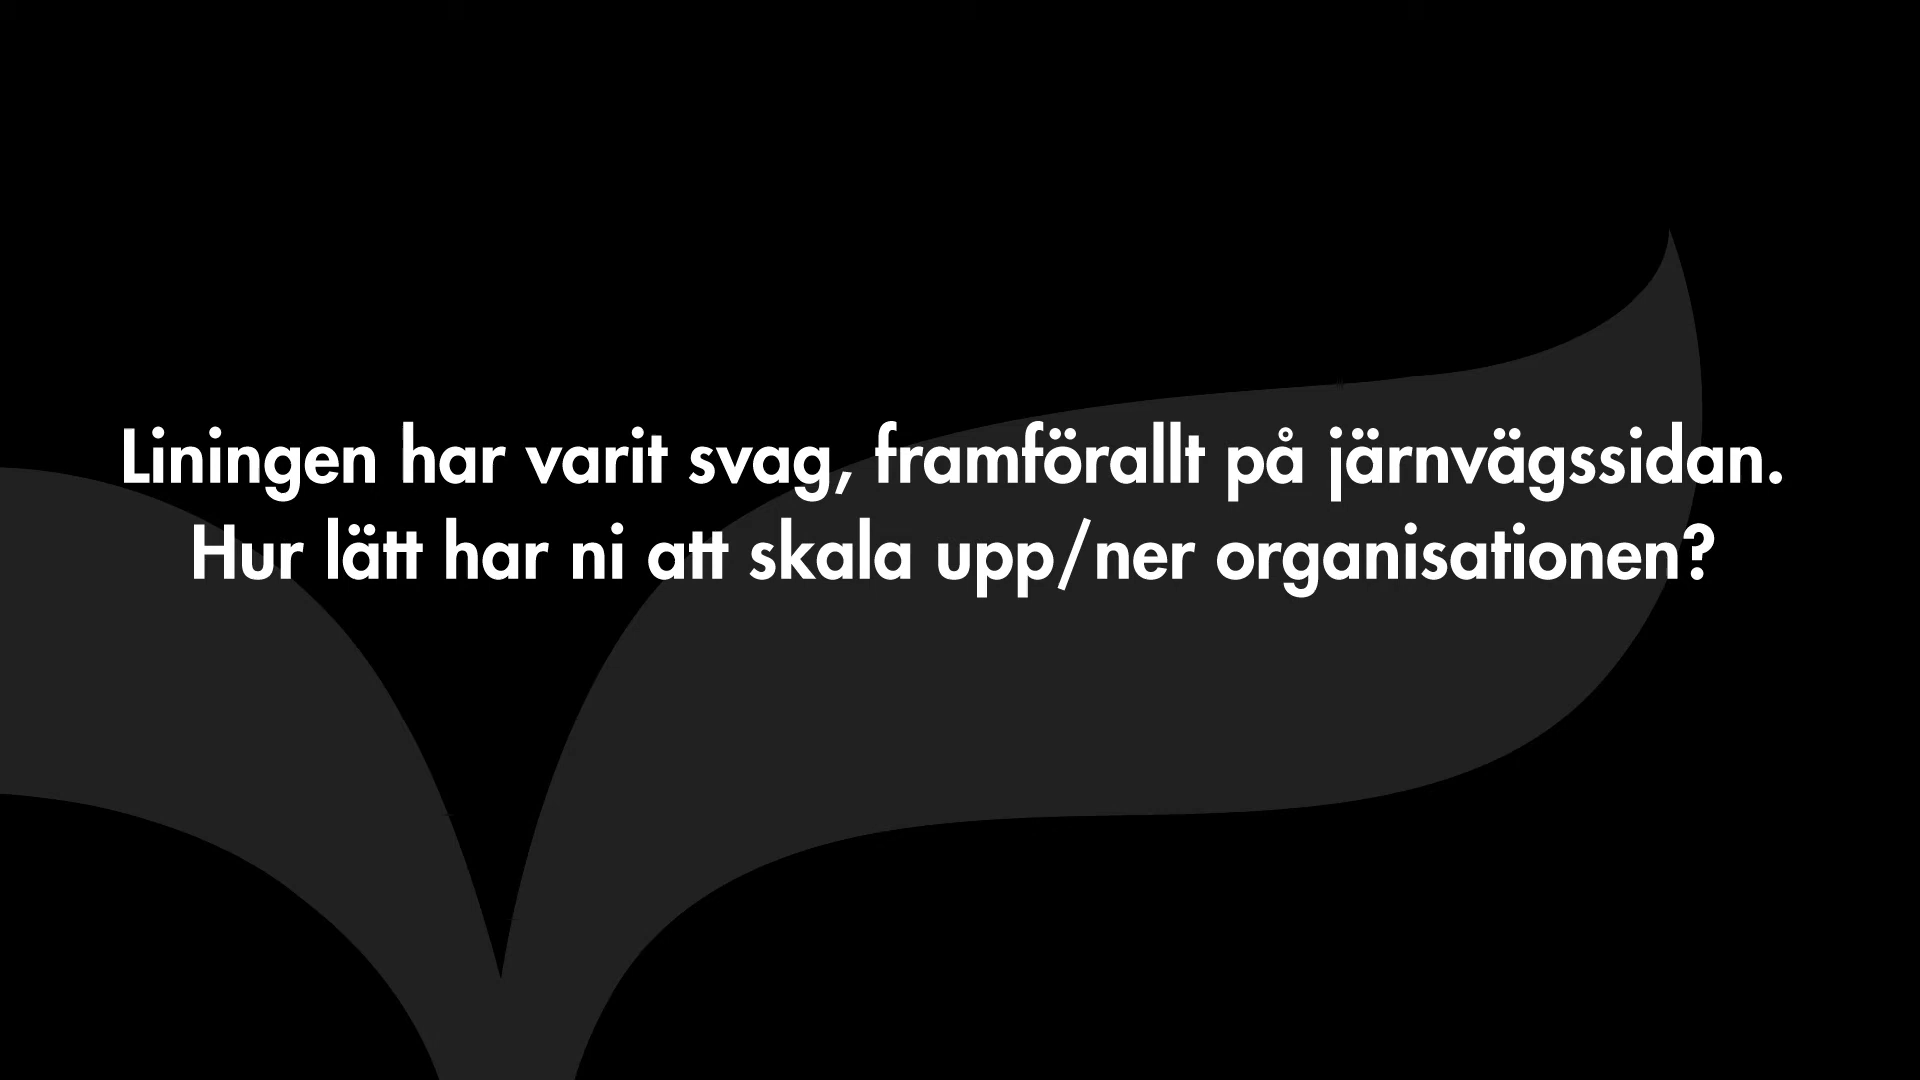 Liningen har varit svag, framförallt på järnvägssidan.
Hur lätt har ni att skala upp/ner organisationen?